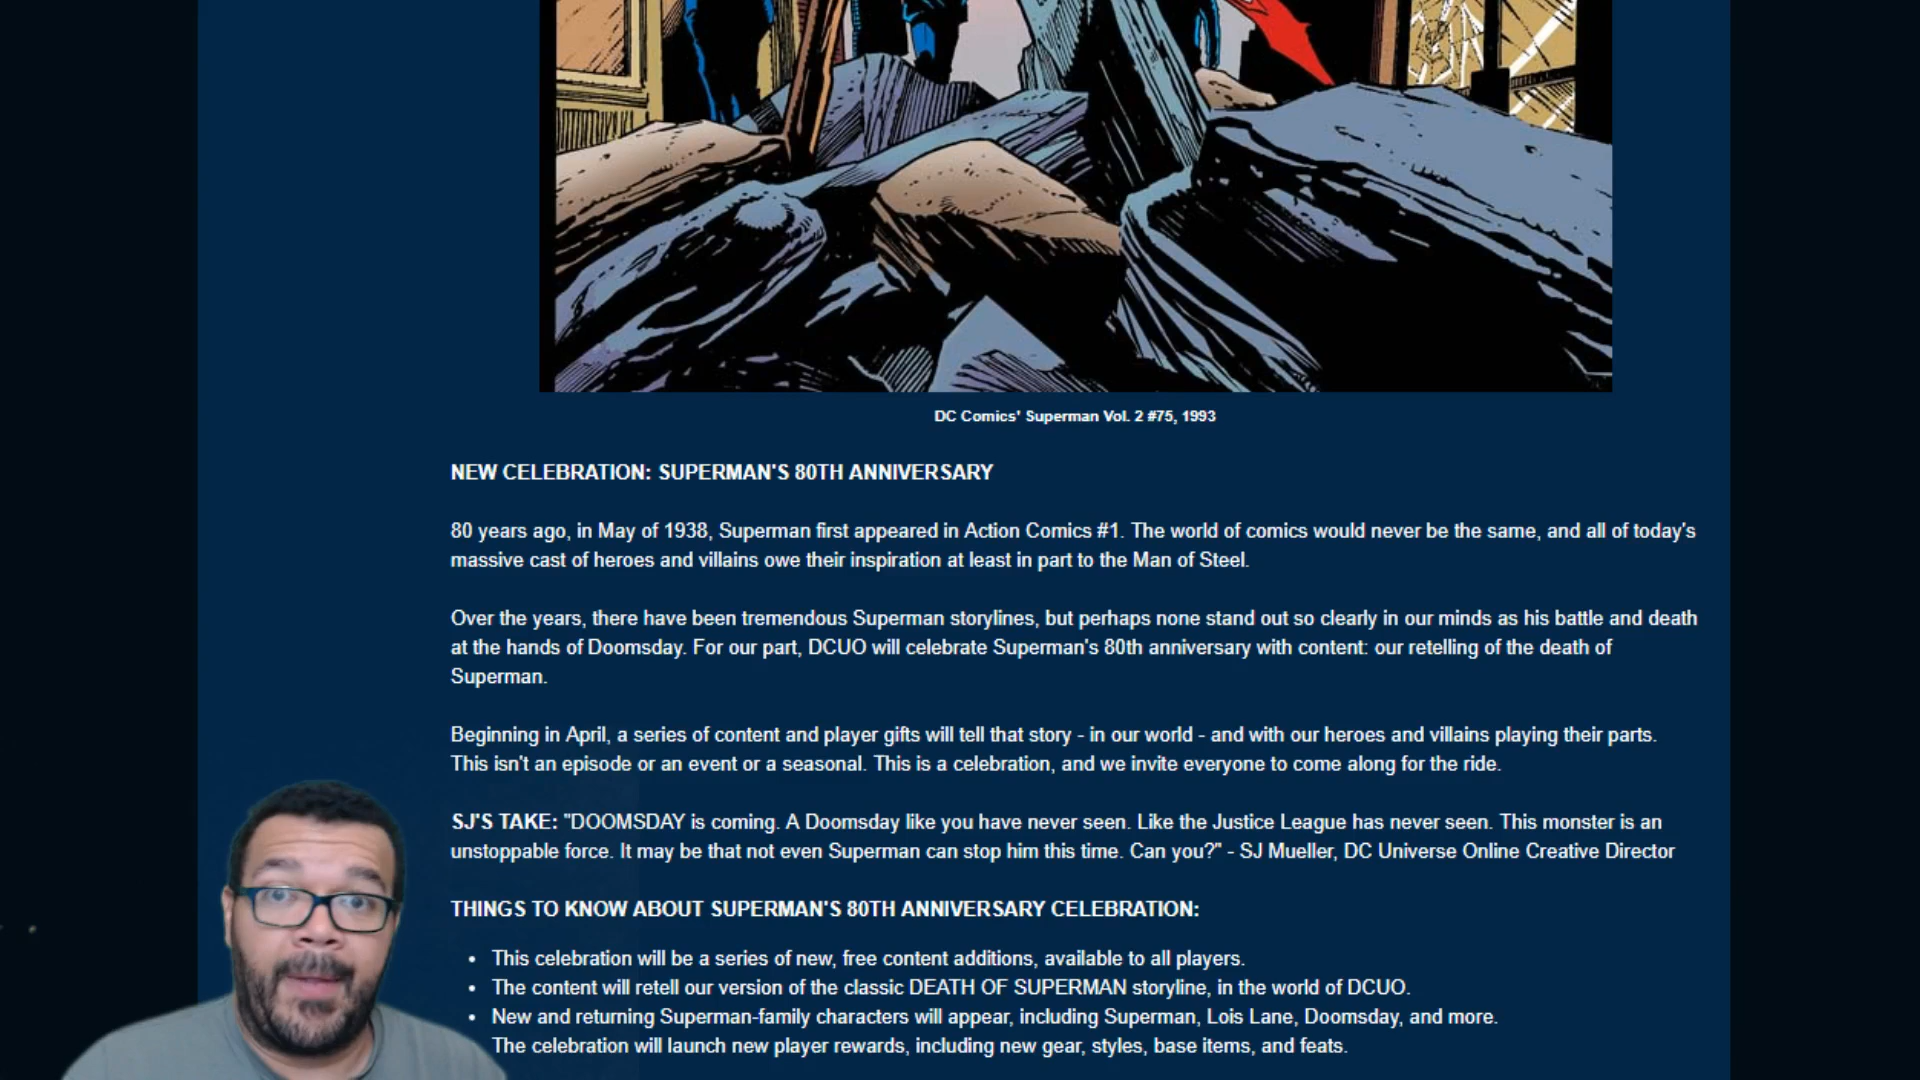 DC Comics' Superman Vol. 2 #75, 1993
NEW CELEBRATION: SUPERMAN'S 80TH ANNIVERSARY
80 years ago, in May of 1938, Superman first appeared in Action Comics #1. The world of comics would never be the same, and all of today's
massive cast of heroes and villains owe their inspiration at least in part to the Man of Steel.
Over the years, there have been tremendous Superman storylines, but perhaps none stand out so clearly in our minds as his battle and death
at the hands of Doomsday. For our part, DCUO will celebrate Superman's 80th anniversary with content: our retelling of the death of
Superman.
Beginning in April, a series of content and player gifts will tell that story - in our world - and with our heroes and villains playing their parts.
This isn't an episode or an event or a seasonal. This is a celebration, and we invite everyone to come along for the ride.
SJ'S TAKE: "DOOMSDAY is coming. A Doomsday like you have never seen. Like the Justice League has never seen. This monster is an
unstoppable force. It may be that not even Superman can stop him this time. Can you?" - SJ Mueller, DC Universe Online Creative Director
THINGS TO KNOW ABOUT SUPERMAN'S 80TH ANNIVERSARY CELEBRATION:
• This celebration will be a series of new, free content additions, available to all players.
• The content will retell our version of the classic DEATH OF SUPERMAN storyline, in the world of DCUO.
• New and returning Superman-family characters will appear, including Superman, Lois Lane, Doomsday, and more.
The celebration will launch new player rewards, including new gear, styles, base items, and feats.